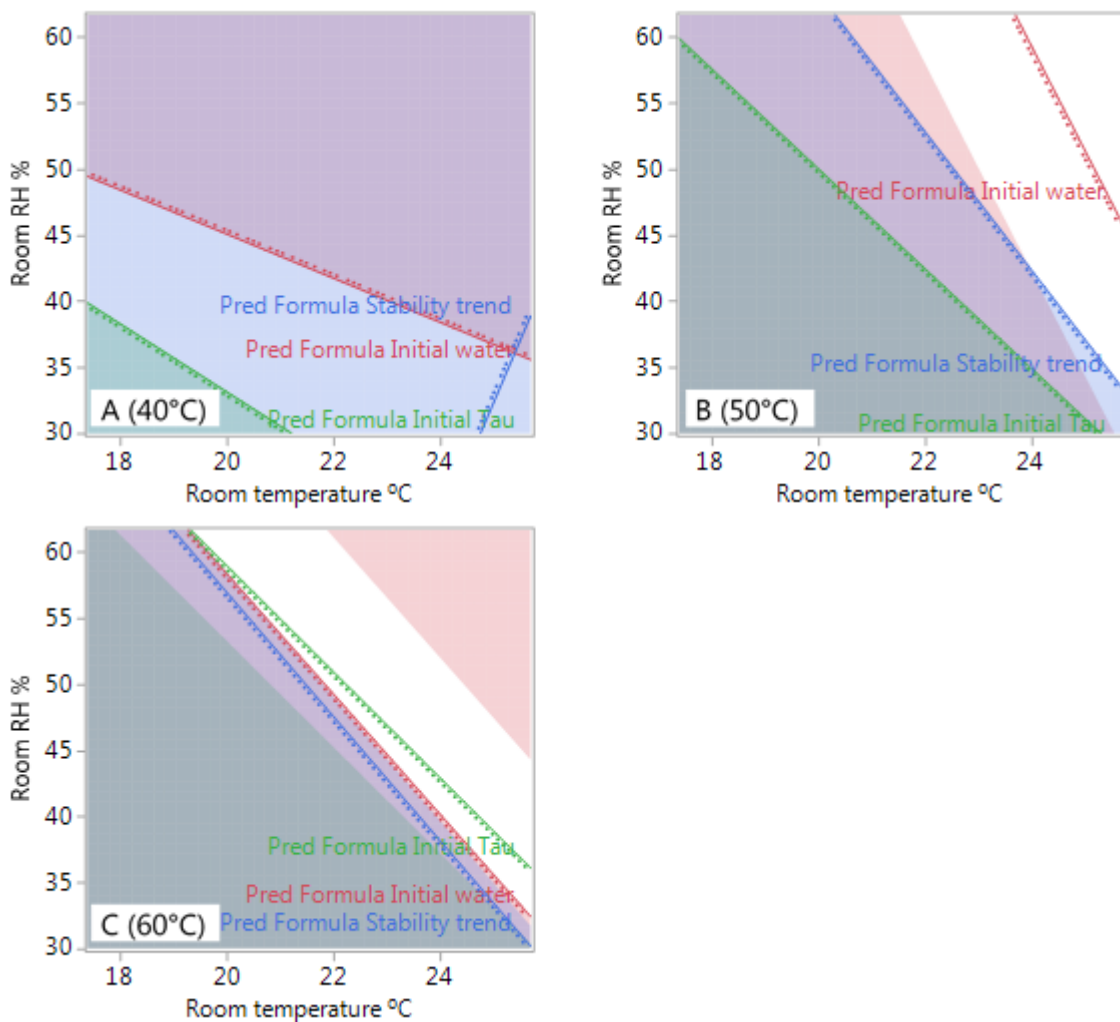 60
55
50
45
40
35
30
Room RH %
Pred Formula Stability trend
Pred Formula Initial water
Pred Formula Initial Tau
A (40°C)
18 20 22 24
Room temperature ºC
60
55
50
45
40
35
30
Room RH %
Pred Formula Initial water
Pred Formula Stability trend
Pred Formula Initial Tau
B (50°C)
18 20 22 24
Room temperature ºC
60
55
50
45
40
35
30
Room RH %
Pred Formula Initial Tau
Pred Formula Initial water
Pred Formula Stability trend
C (60°C)
18 20 22 24
Room temperature ºC